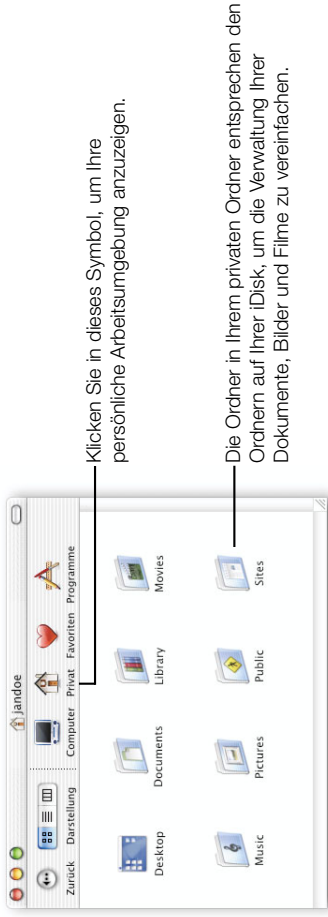 jandoe
Zurück Darstellung Computer Privat Favoriten Programme
Desktop Documents Library Movies
Music Pictures Public Sites
Klicken Sie in dieses Symbol, um Ihre
persönliche Arbeitsumgebung anzuzeigen.
Die Ordner in Ihrem privaten Ordner entsprechen den
Ordnern auf Ihrer iDisk, um die Verwaltung Ihrer
Dokumente, Bilder und Filme zu vereinfachen.